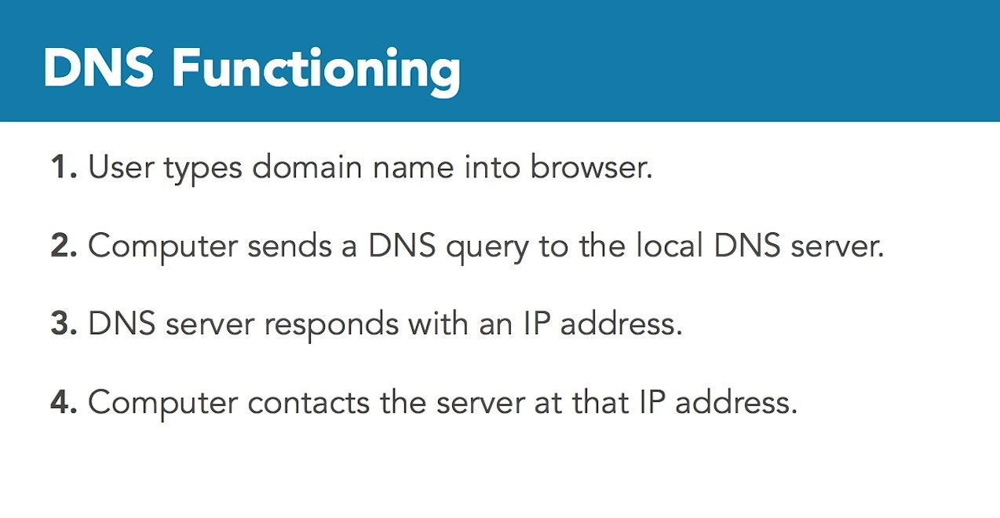 DNS Functioning
1. User types domain name into browser.
2. Computer sends a DNS query to the local DNS server.
3. DNS server responds with an IP address.
4. Computer contacts the server at that IP address.